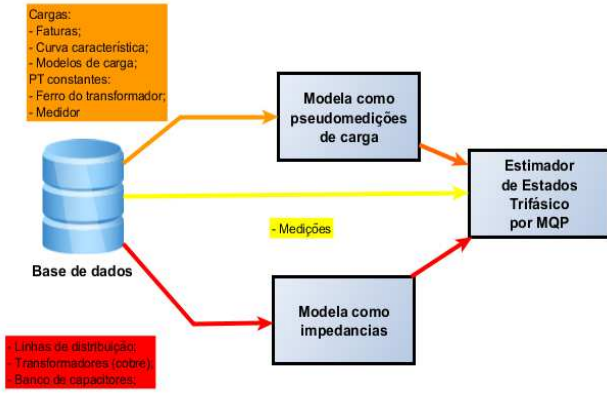 Cargas:
- Faturas;
- Curva característica;
- Modelos de carga;
PT constantes:
- Ferro do transformador;
- Medidor
Modela como
pseudomedições
de carga
Estimador
de Estados
Trifásico
por MQP
- Medições
Base de dados
Modela como
impedancias
- Linhas de distribuição;
- Transformadores (cobre);
- Banco de capacitores;